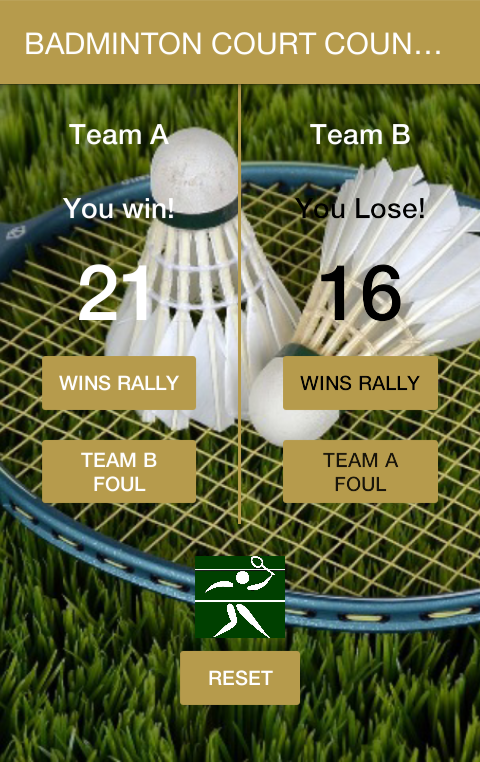 BADMINTON COURT COUN...
Team A
Team B
You win!
You Lose!
21
16
WINS RALLY
WINS RALLY
TEAM B
FOUL
TEAM A
FOUL
RESET